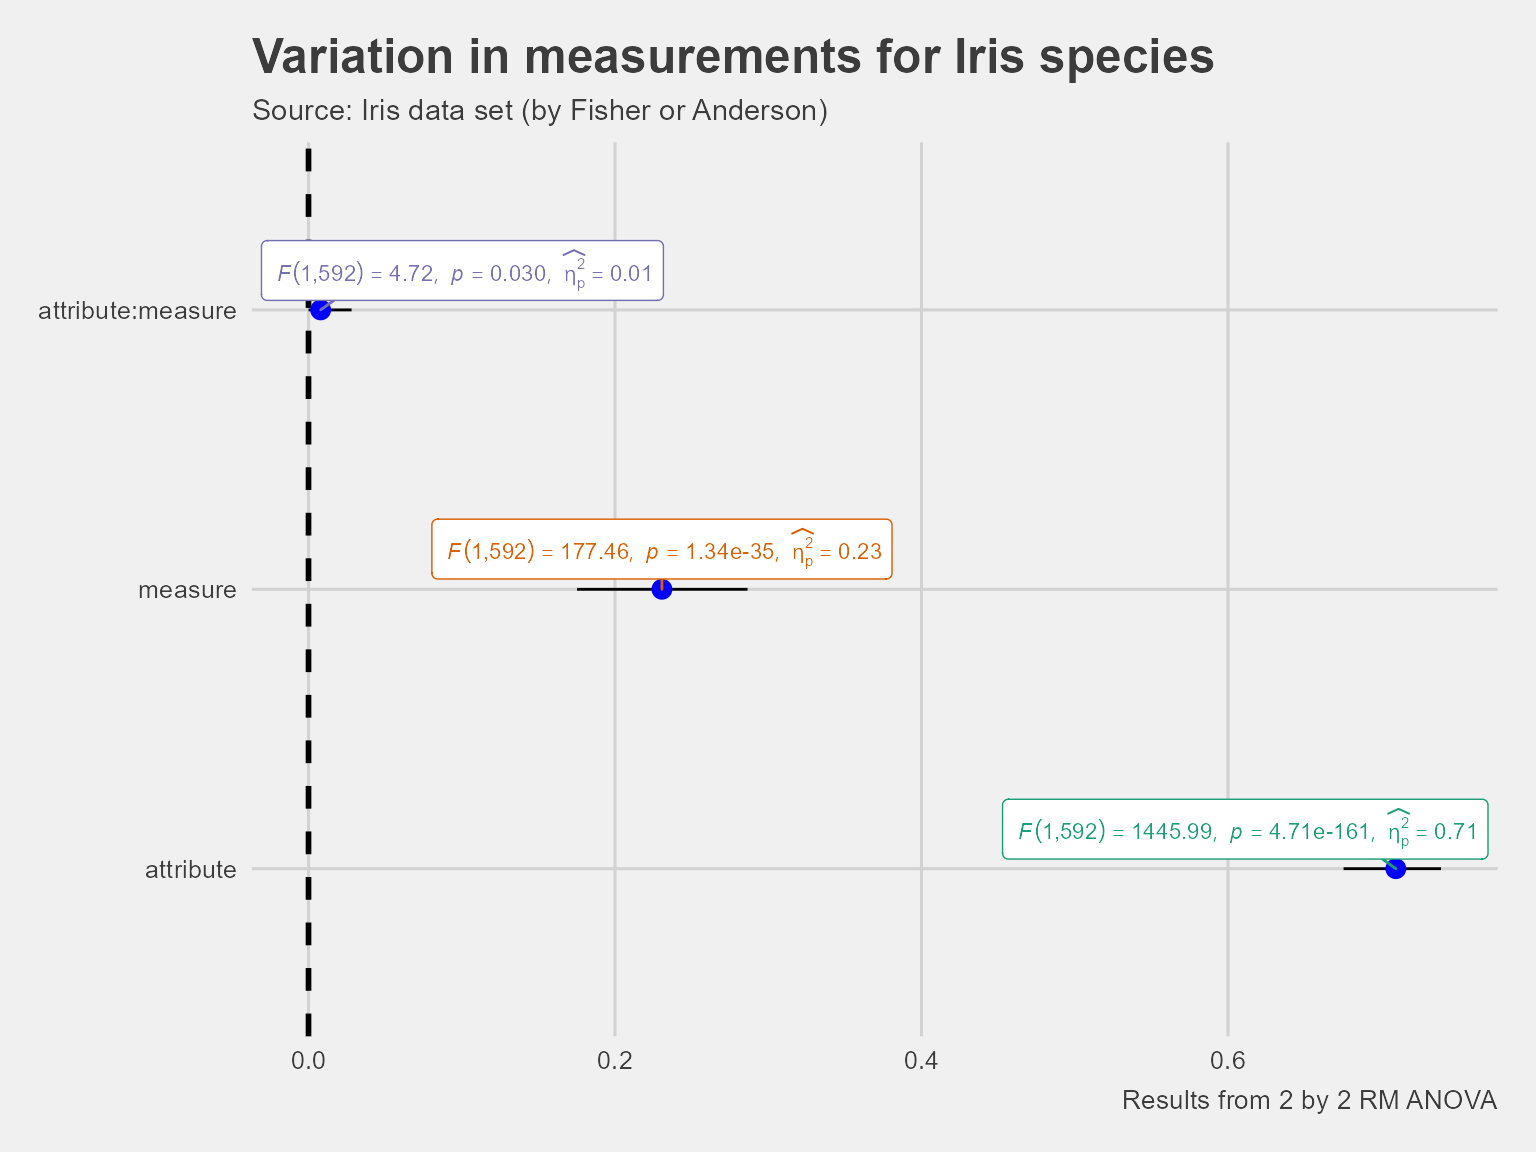 Variation in measurements for Iris species
Source: Iris data set (by Fisher or Anderson)
F(1,592) = 4.72, p = 0.030, η̂²ₚ = 0.01
attribute:measure
F(1,592) = 177.46, p = 1.34e-35, η̂²ₚ = 0.23
measure
F(1,592) = 1445.99, p = 4.71e-161, η̂²ₚ = 0.71
attribute
0.0 0.2 0.4 0.6
Results from 2 by 2 RM ANOVA